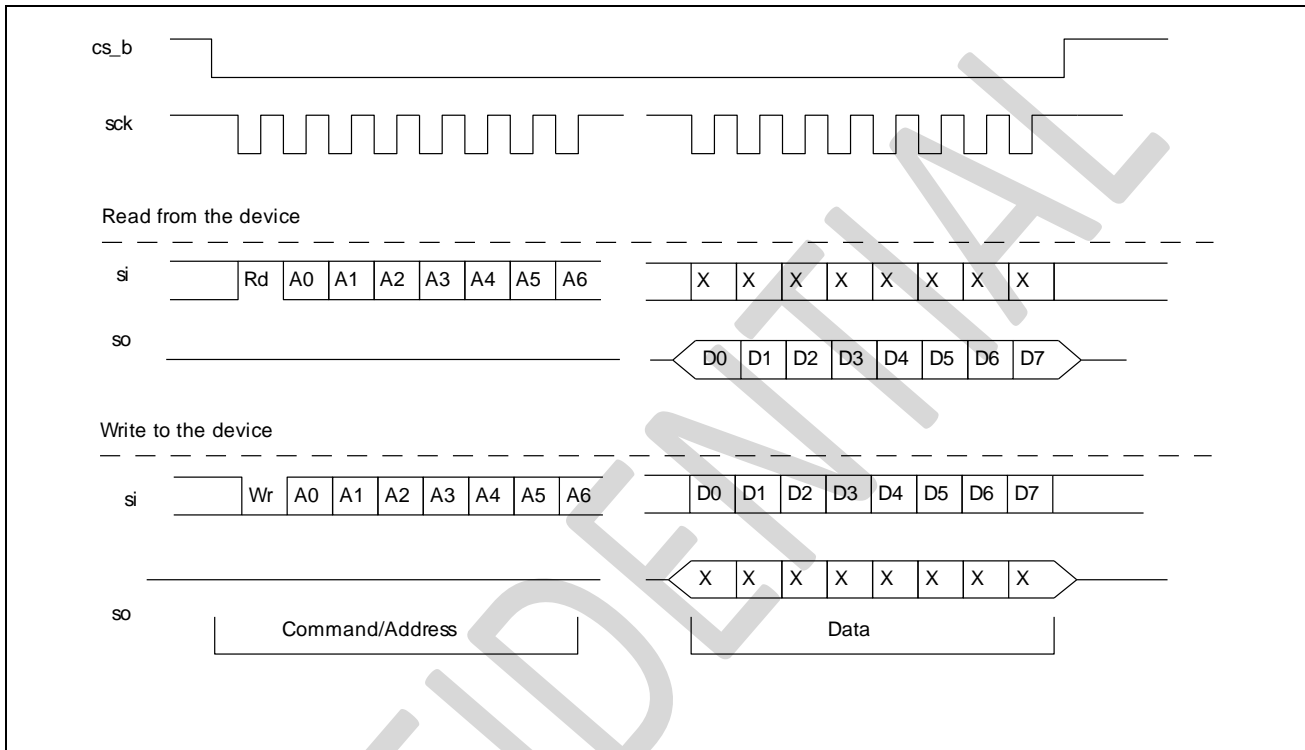 cs_b
sck
Read from the device
si Rd A0 A1 A2 A3 A4 A5 A6 X X X X X X X X
so D0 D1 D2 D3 D4 D5 D6 D7
Write to the device
si Wr A0 A1 A2 A3 A4 A5 A6 D0 D1 D2 D3 D4 D5 D6 D7
so X X X X X X X X
Command/Address Data
FIDENTIAL